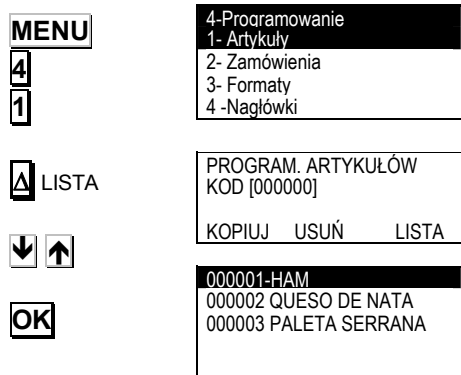 MENU
4
1
4-Programowanie
1- Artykuły
2- Zamówienia
3- Formaty
4 -Nagłówki
△ LISTA
PROGRAM. ARTYKUŁÓW
KOD [000000]
KOPIUJ USUŃ LISTA
🡓 🡑
OK
000001-HAM
000002 QUESO DE NATA
000003 PALETA SERRANA